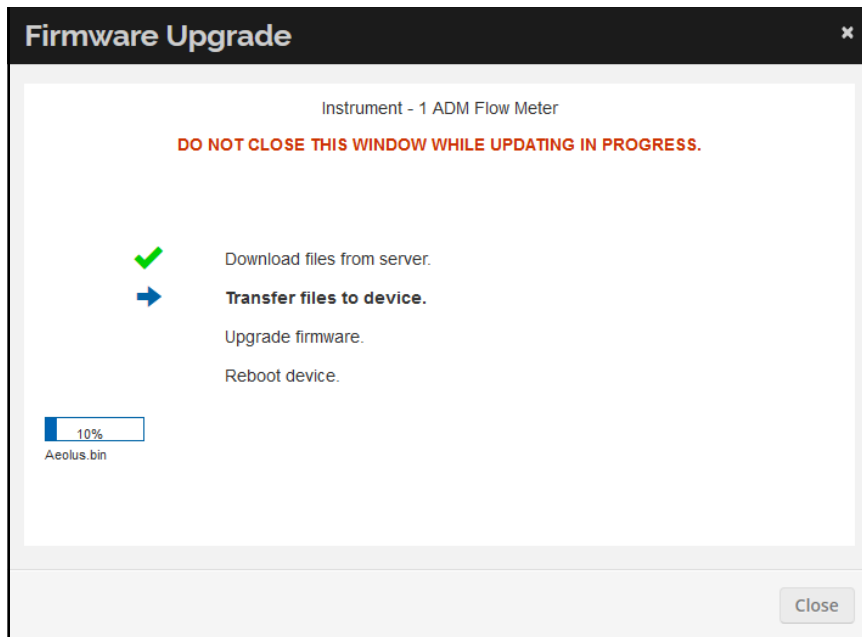 Firmware Upgrade
Instrument - 1 ADM Flow Meter
DO NOT CLOSE THIS WINDOW WHILE UPDATING IN PROGRESS.
Download files from server.
Transfer files to device.
Upgrade firmware.
Reboot device.
10%
Aeolus.bin
Close